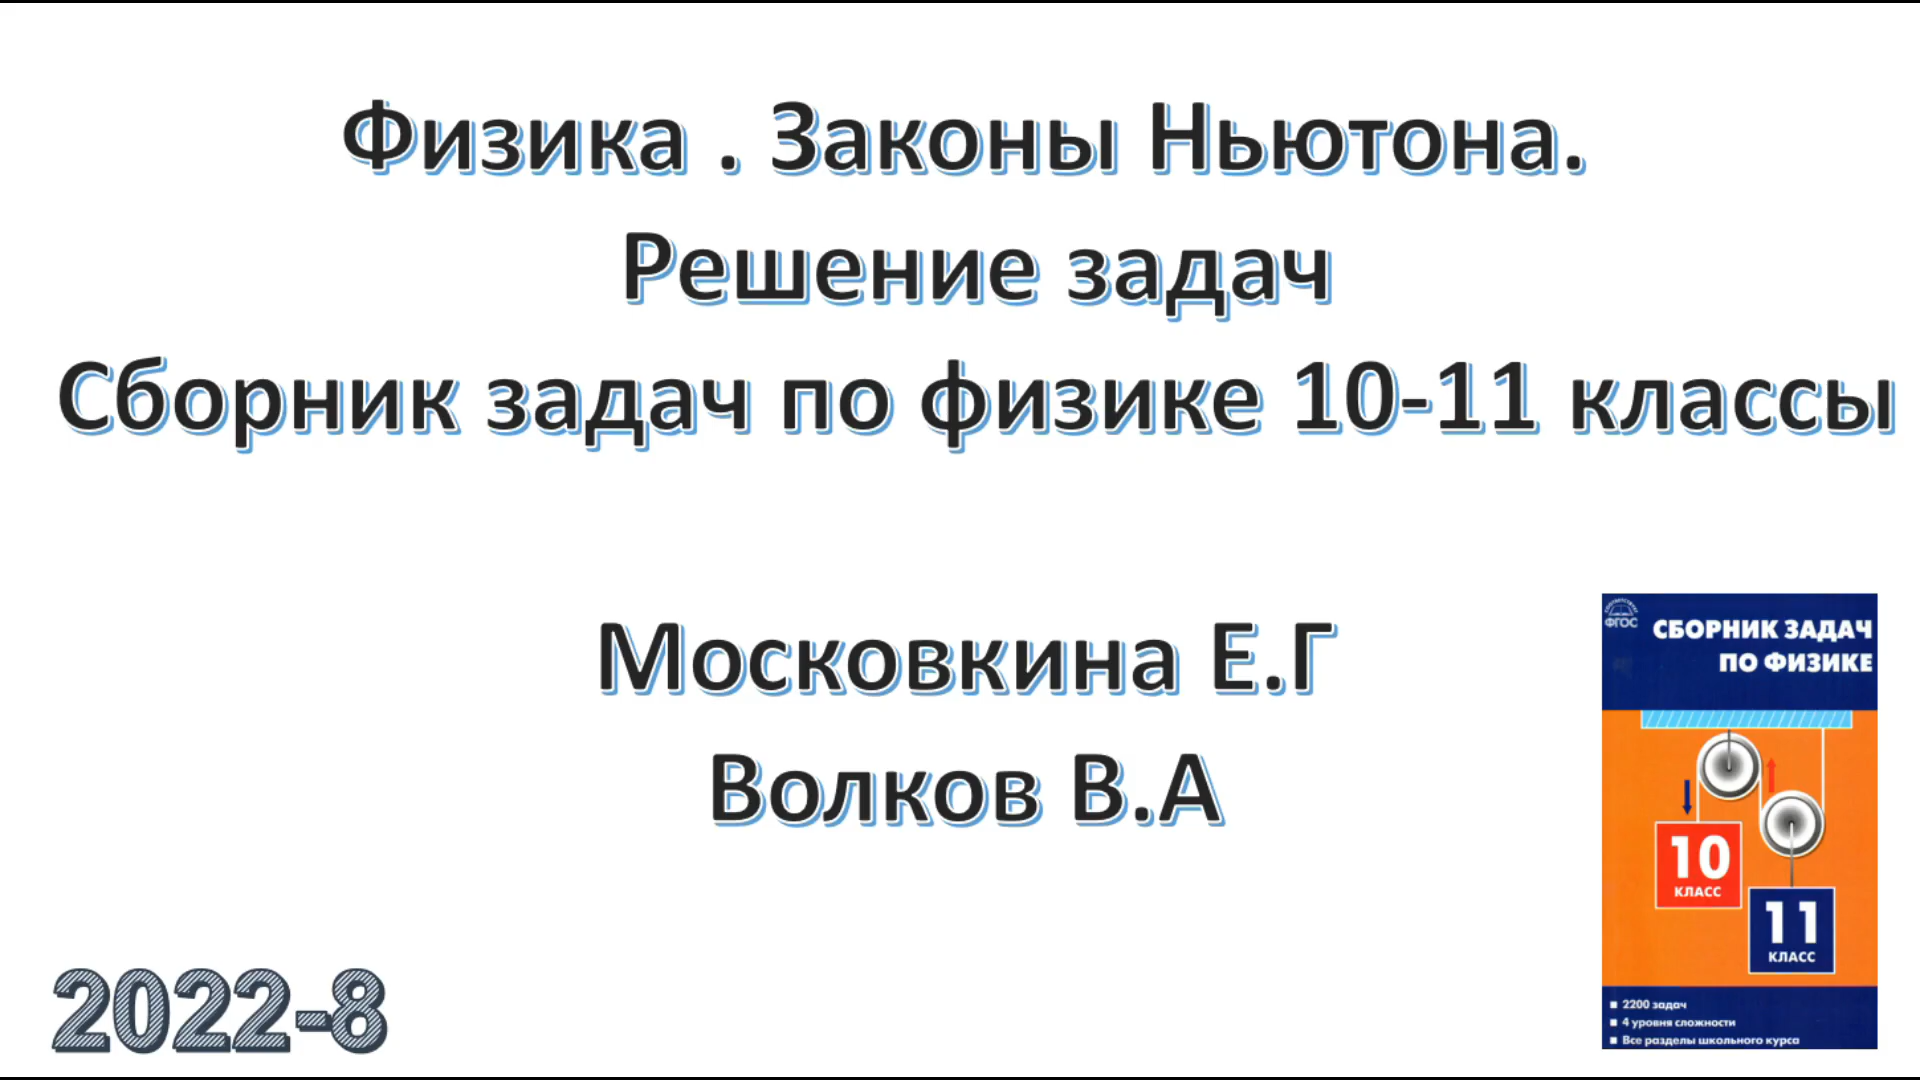 Физика . Законы Ньютона.
Решение задач
Сборник задач по физике 10-11 классы
Московкина Е.Г
Волков В.А
2022-8
ФГОС
СБОРНИК ЗАДАЧ
ПО ФИЗИКЕ
10
КЛАСС
11
КЛАСС
■ 2200 задач
■ 4 уровня сложности
■ Все разделы школьного курса